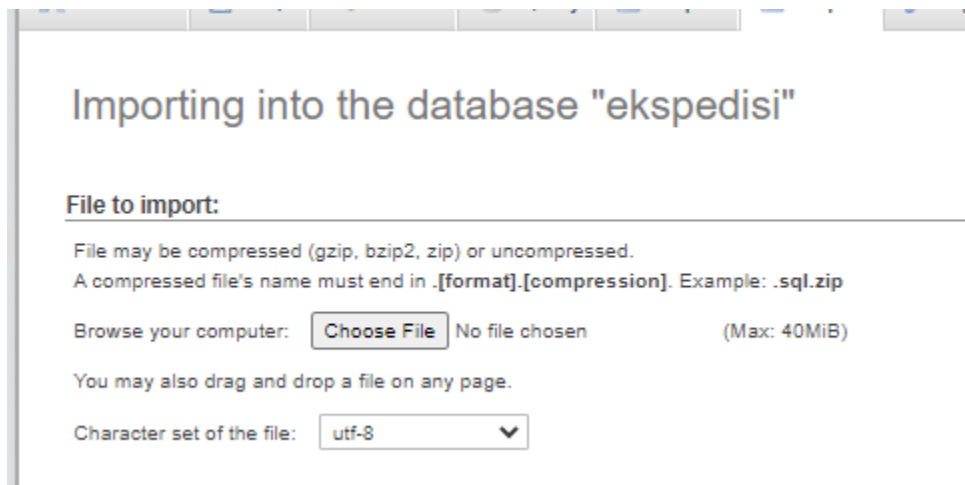 Importing into the database "ekspedisi"
File to import:
File may be compressed (gzip, bzip2, zip) or uncompressed.
A compressed file's name must end in .[format].[compression]. Example: .sql.zip
Browse your computer: Choose File No file chosen (Max: 40MiB)
You may also drag and drop a file on any page.
Character set of the file: utf-8